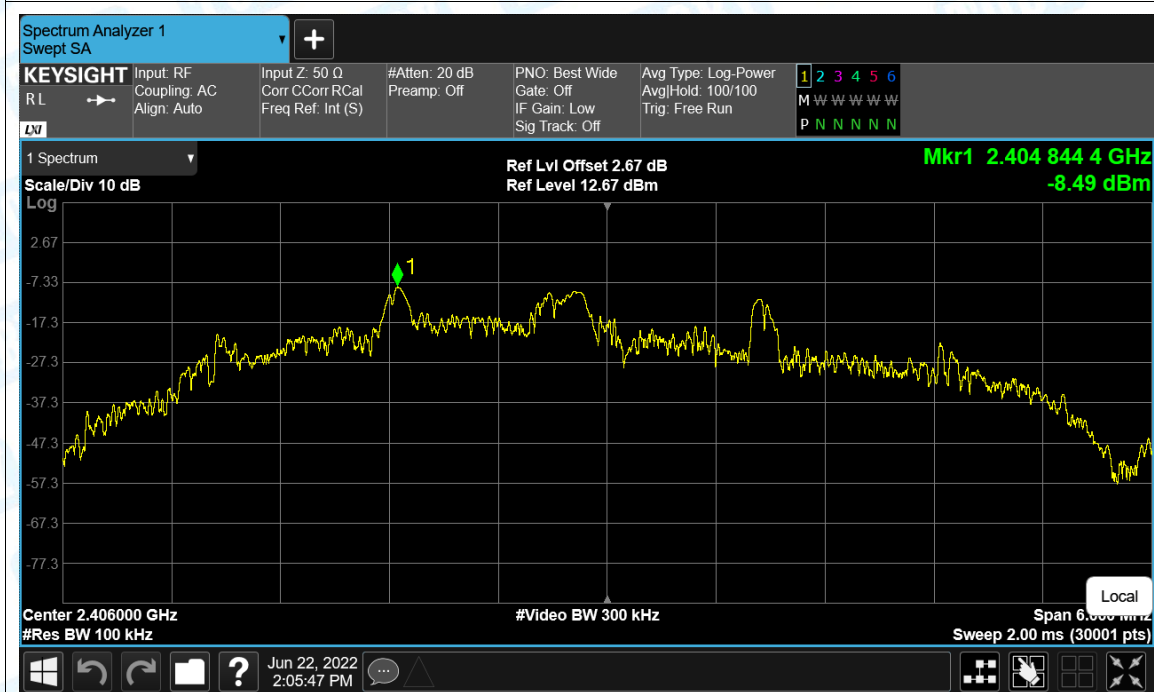 Spectrum Analyzer 1
Swept SA
KEYSIGHT
R L
LXI
Input: RF
Coupling: AC
Align: Auto
Input Z: 50 Ω
Corr CCorr RCal
Freq Ref: Int (S)
#Atten: 20 dB
Preamp: Off
PNO: Best Wide
Gate: Off
IF Gain: Low
Sig Track: Off
Avg Type: Log-Power
Avg|Hold: 100/100
Trig: Free Run
1 2 3 4 5 6
M W W W W W
P N N N N N
1 Spectrum
Scale/Div 10 dB
Log
Ref Lvl Offset 2.67 dB
Ref Level 12.67 dBm
Mkr1 2.404 844 4 GHz
-8.49 dBm
1
2.67
-7.33
-17.3
-27.3
-37.3
-47.3
-57.3
-67.3
-77.3
Local
Center 2.406000 GHz
#Res BW 100 kHz
#Video BW 300 kHz
Span 6.000 MHz
Sweep 2.00 ms (30001 pts)
?
Jun 22, 2022
2:05:47 PM